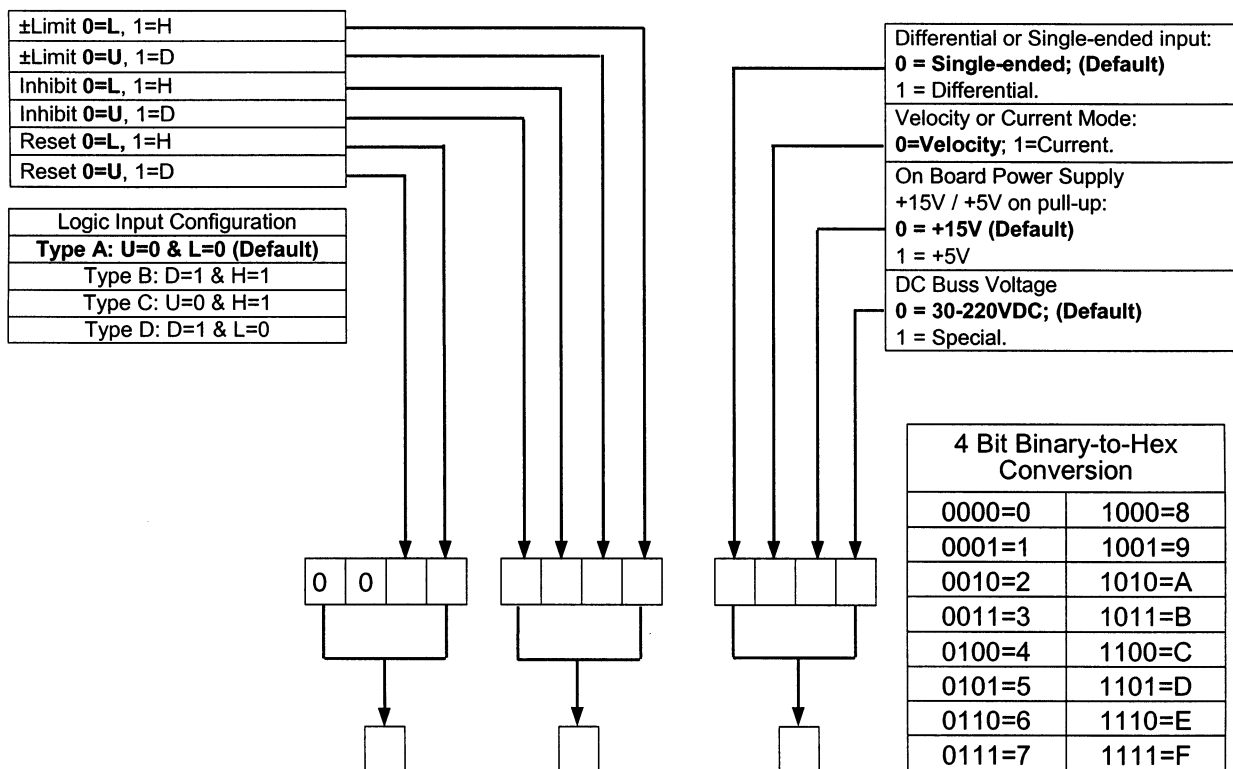 ±Limit 0=L, 1=H
±Limit 0=U, 1=D
Inhibit 0=L, 1=H
Inhibit 0=U, 1=D
Reset 0=L, 1=H
Reset 0=U, 1=D
Logic Input Configuration
Type A: U=0 & L=0 (Default)
Type B: D=1 & H=1
Type C: U=0 & H=1
Type D: D=1 & L=0
Differential or Single-ended input:
0 = Single-ended; (Default)
1 = Differential.
Velocity or Current Mode:
0=Velocity; 1=Current.
On Board Power Supply
+15V / +5V on pull-up:
0 = +15V (Default)
1 = +5V
DC Buss Voltage
0 = 30-220VDC; (Default)
1 = Special.
0 0
4 Bit Binary-to-Hex
Conversion
0000=0 1000=8
0001=1 1001=9
0010=2 1010=A
0011=3 1011=B
0100=4 1100=C
0101=5 1101=D
0110=6 1110=E
0111=7 1111=F